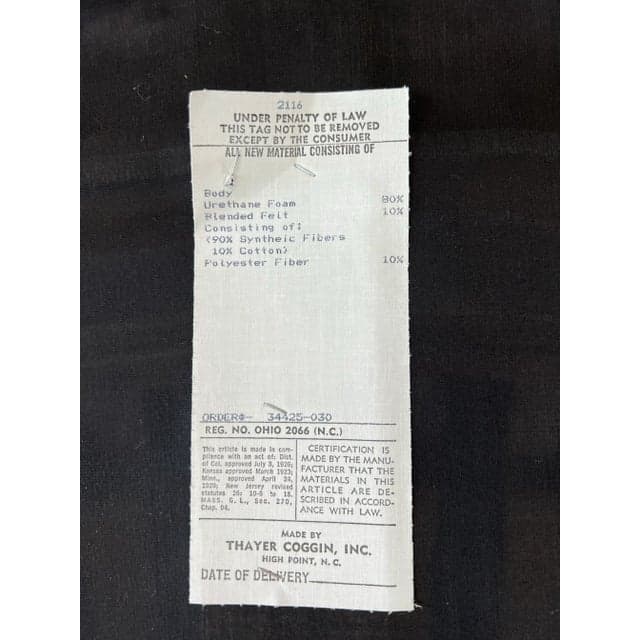 2116
UNDER PENALTY OF LAW
THIS TAG NOT TO BE REMOVED
EXCEPT BY THE CONSUMER
ALL NEW MATERIAL CONSISTING OF
Body
Urethane Foam 80%
Blended Felt 10%
Consisting of:
(90% Syntheic Fibers
10% Cotton)
Polyester Fiber 10%
ORDER#- 34425-030
REG. NO. OHIO 2066 (N.C.)
This article is made in com-
pliance with an act of: Dist.
of Col. approved July 3, 1926;
Kansas approved March 1923;
Minn., approved April 24,
1929; New Jersey revised
statutes 26: 10-6 to 18.
MASS. G. L., Sec. 270,
Chap. 94.
CERTIFICATION IS
MADE BY THE MANU-
FACTURER THAT THE
MATERIALS IN THIS
ARTICLE ARE DE-
SCRIBED IN ACCORD-
ANCE WITH LAW.
MADE BY
THAYER COGGIN, INC.
HIGH POINT, N. C.
DATE OF DELIVERY